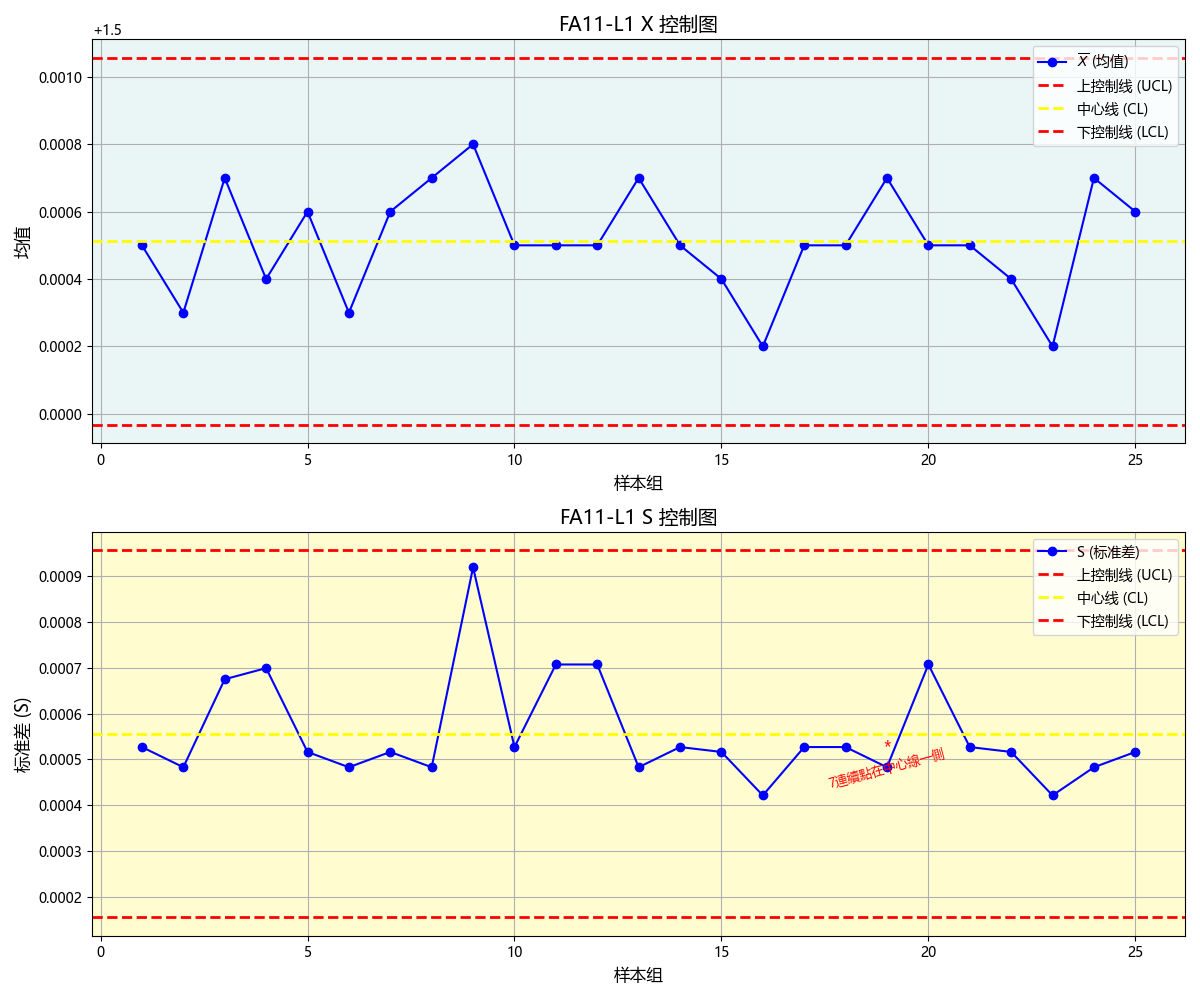 FA11-L1 X 控制图
+1.5
X (均值)
上控制线 (UCL)
中心线 (CL)
下控制线 (LCL)
0.0010
0.0008
0.0006
0.0004
0.0002
0.0000
均值
0 5 10 15 20 25
样本组
FA11-L1 S 控制图
S (标准差)
上控制线 (UCL)
中心线 (CL)
下控制线 (LCL)
0.0009
0.0008
0.0007
0.0006
0.0005
0.0004
0.0003
0.0002
标准差 (S)
*
7連續點在中心線一側
0 5 10 15 20 25
样本组